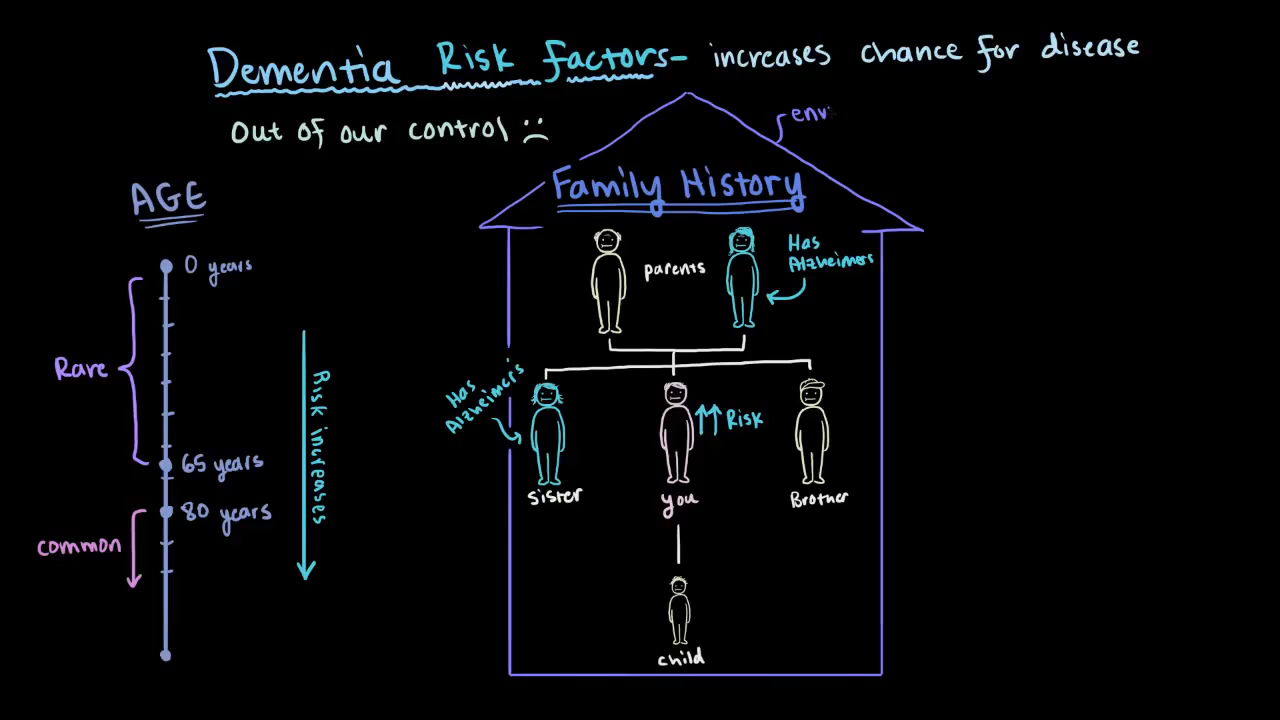 Dementia Risk factors- increases chance for disease
Out of our control
AGE
0 years
Rare
65 years
80 years
common
Risk increases
env
Family History
parents
Has
Alzheimers
Has
Alzheimer's
Risk
Sister
you
Brother
child